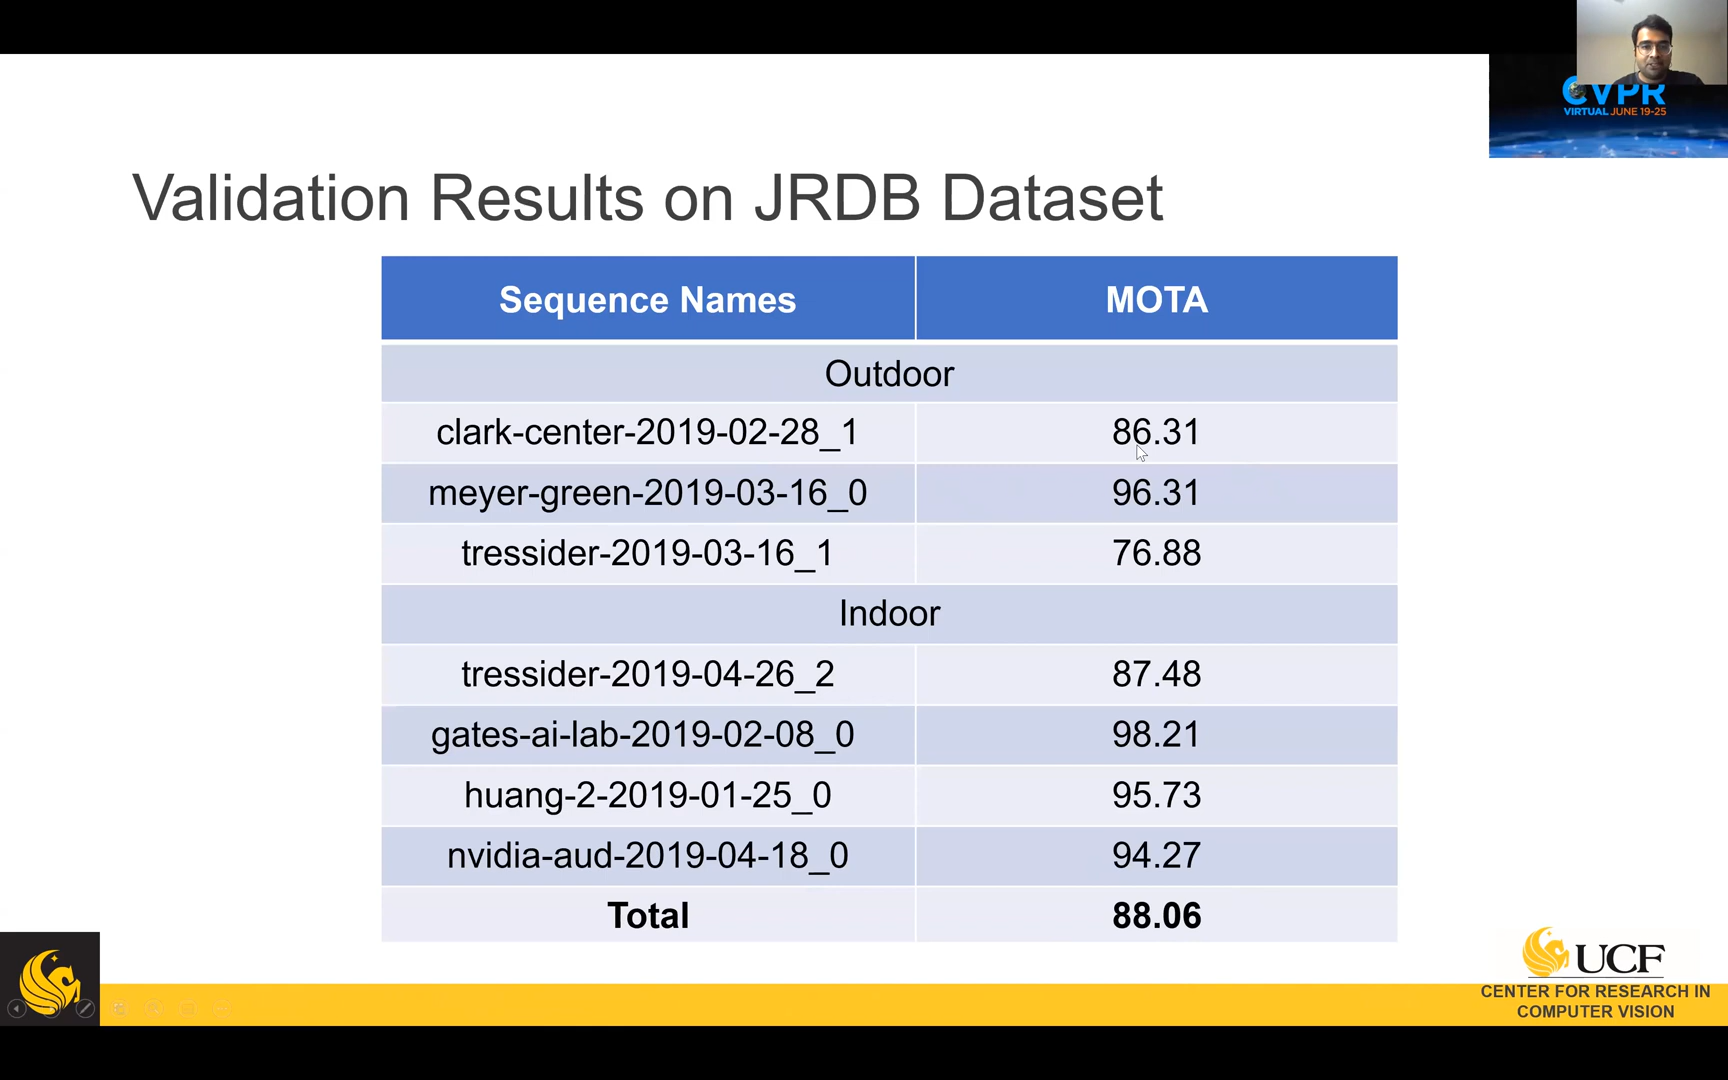 CVPR
VIRTUAL JUNE 19-25
Validation Results on JRDB Dataset
Sequence Names MOTA
Outdoor
clark-center-2019-02-28_1 86.31
meyer-green-2019-03-16_0 96.31
tressider-2019-03-16_1 76.88
Indoor
tressider-2019-04-26_2 87.48
gates-ai-lab-2019-02-08_0 98.21
huang-2-2019-01-25_0 95.73
nvidia-aud-2019-04-18_0 94.27
Total 88.06
UCF
CENTER FOR RESEARCH IN
COMPUTER VISION